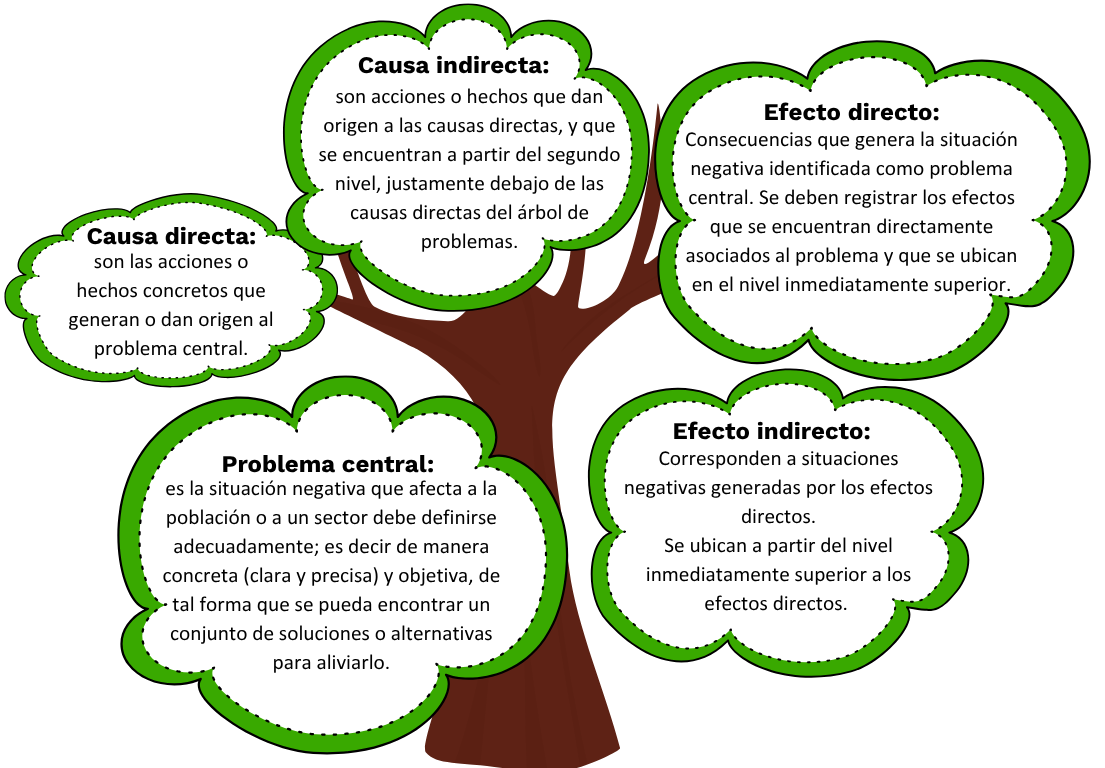 Causa indirecta:
son acciones o hechos que dan
origen a las causas directas, y que
se encuentran a partir del segundo
nivel, justamente debajo de las
causas directas del árbol de
problemas.
Efecto directo:
Consecuencias que genera la situación
negativa identificada como problema
central. Se deben registrar los efectos
que se encuentran directamente
asociados al problema y que se ubican
en el nivel inmediatamente superior.
Causa directa:
son las acciones o
hechos concretos que
generan o dan origen al
problema central.
Problema central:
es la situación negativa que afecta a la
población o a un sector debe definirse
adecuadamente; es decir de manera
concreta (clara y precisa) y objetiva, de
tal forma que se pueda encontrar un
conjunto de soluciones o alternativas
para aliviarlo.
Efecto indirecto:
Corresponden a situaciones
negativas generadas por los efectos
directos.
Se ubican a partir del nivel
inmediatamente superior a los
efectos directos.